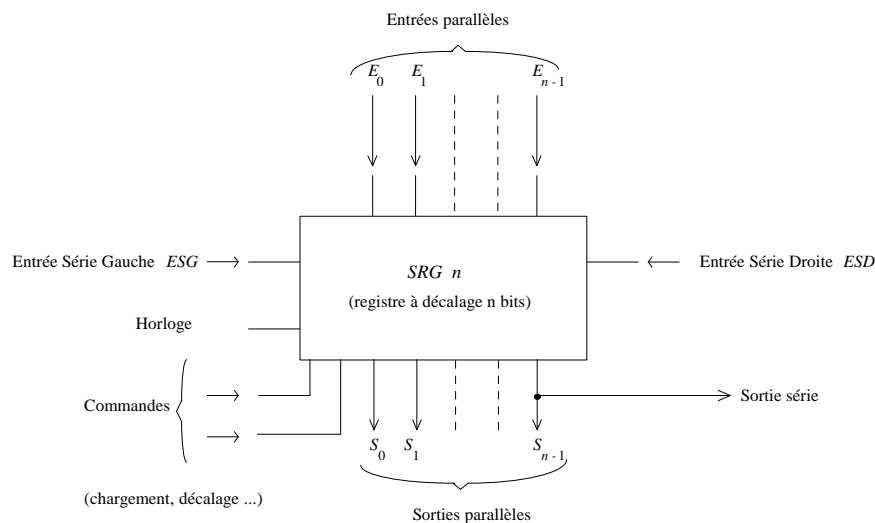 Entrées parallèles
E0 E1 En-1
Entrée Série Gauche ESG
SRG n
Entrée Série Droite ESD
(registre à décalage n bits)
Horloge
Commandes
Sortie série
S0 S1 Sn-1
(chargement, décalage ...)
Sorties parallèles